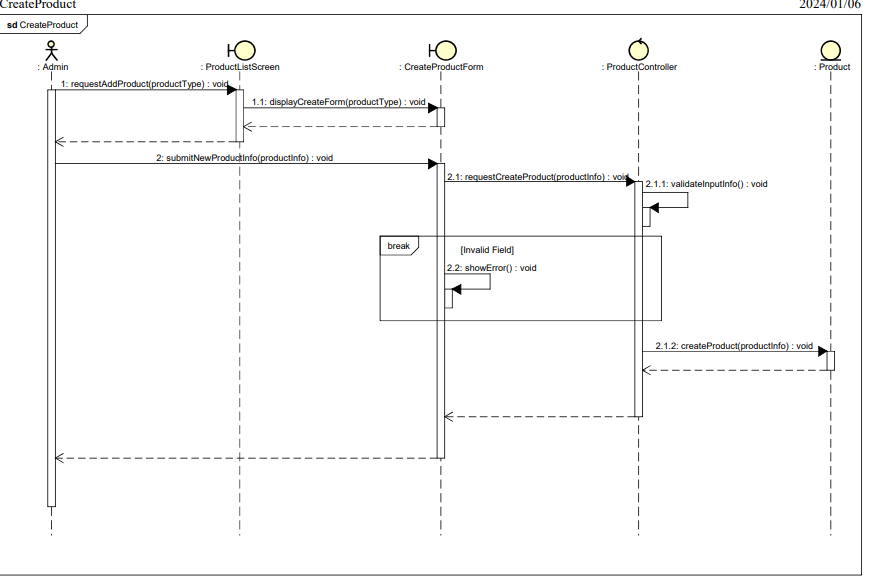 CreateProduct
2024/01/06
sd CreateProduct
: Admin
: ProductListScreen
: CreateProductForm
: ProductController
: Product
1: requestAddProduct(productType) : void
1.1: displayCreateForm(productType) : void
2: submitNewProductInfo(productInfo) : void
2.1: requestCreateProduct(productInfo) : void
2.1.1: validateInputInfo() : void
break
[Invalid Field]
2.2: showError() : void
2.1.2: createProduct(productInfo) : void